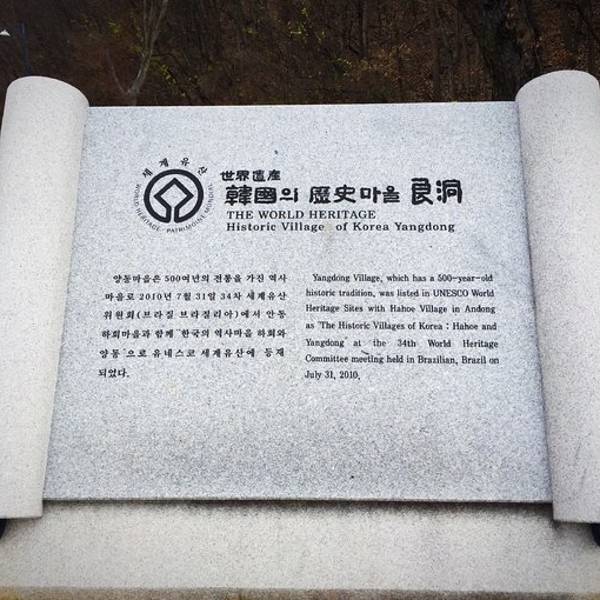 세계유산
WORLD HERITAGE · PATRIMOINE MONDIAL
世界遺産
韓國의 歷史마을 良洞
THE WORLD HERITAGE
Historic Village of Korea Yangdong
양동마을은 500여년의 전통을 가진 역사
마을로 2010년 7월 31일 34차 세계유산
위원회(브라질 브라질리아)에서 안동
하회마을과 함께 "한국의 역사마을 하회와
양동"으로 유네스코 세계유산에 등재
되었다.
Yangdong Village, which has a 500-year-old
historic tradition, was listed in UNESCO World
Heritage Sites with Hahoe Village in Andong
as "The Historic Villages of Korea : Hahoe and
Yangdong at the 34th World Heritage
Committee meeting held in Brazilian, Brazil on
July 31, 2010.